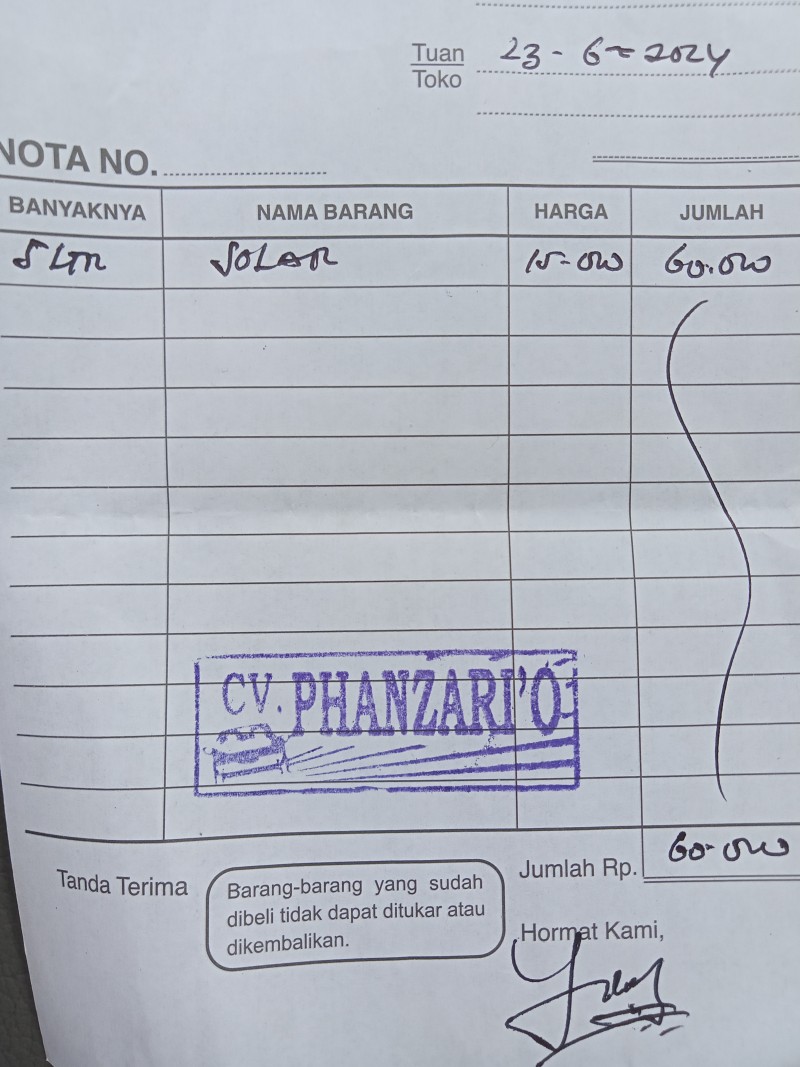 Tuan 23 - 6 - 2024
Toko
NOTA NO.
BANYAKNYA NAMA BARANG HARGA JUMLAH
5 LTR SOLAR 15-000 60.000
CV. PHANZARI'O
Jumlah Rp. 60-000
Tanda Terima
Barang-barang yang sudah
dibeli tidak dapat ditukar atau
dikembalikan.
Hormat Kami,